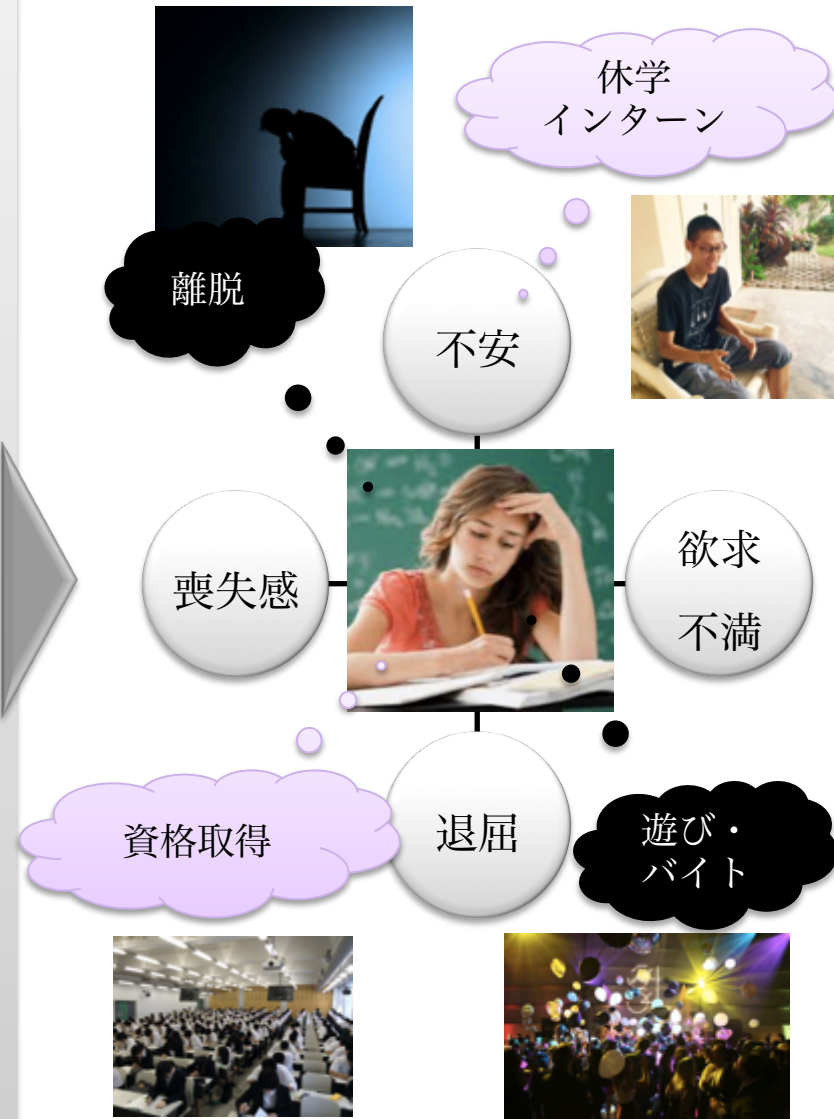 休学
インターン
離脱
不安
喪失感
欲求
不満
資格取得
退屈
遊び・
バイト